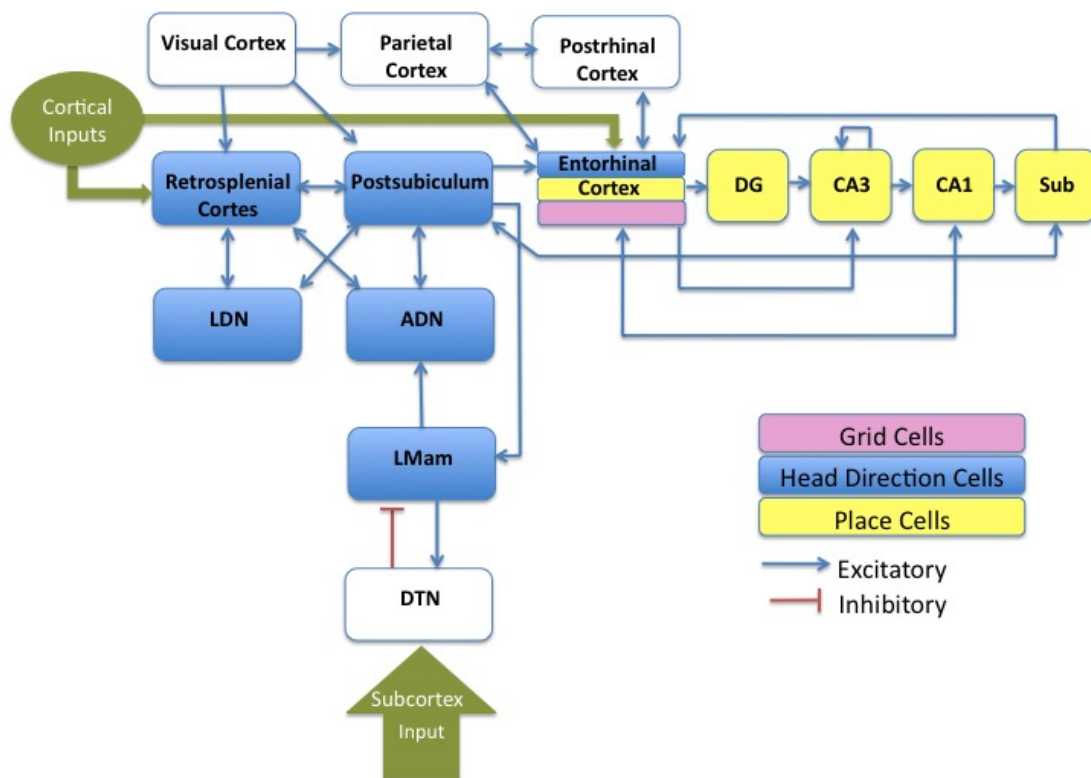 Visual Cortex
Parietal
Cortex
Postrhinal
Cortex
Cortical
Inputs
Retrosplenial
Cortes
Postsubiculum
Entorhinal
Cortex
DG
CA3
CA1
Sub
LDN
ADN
LMam
DTN
Subcortex
Input
Grid Cells
Head Direction Cells
Place Cells
Excitatory
Inhibitory